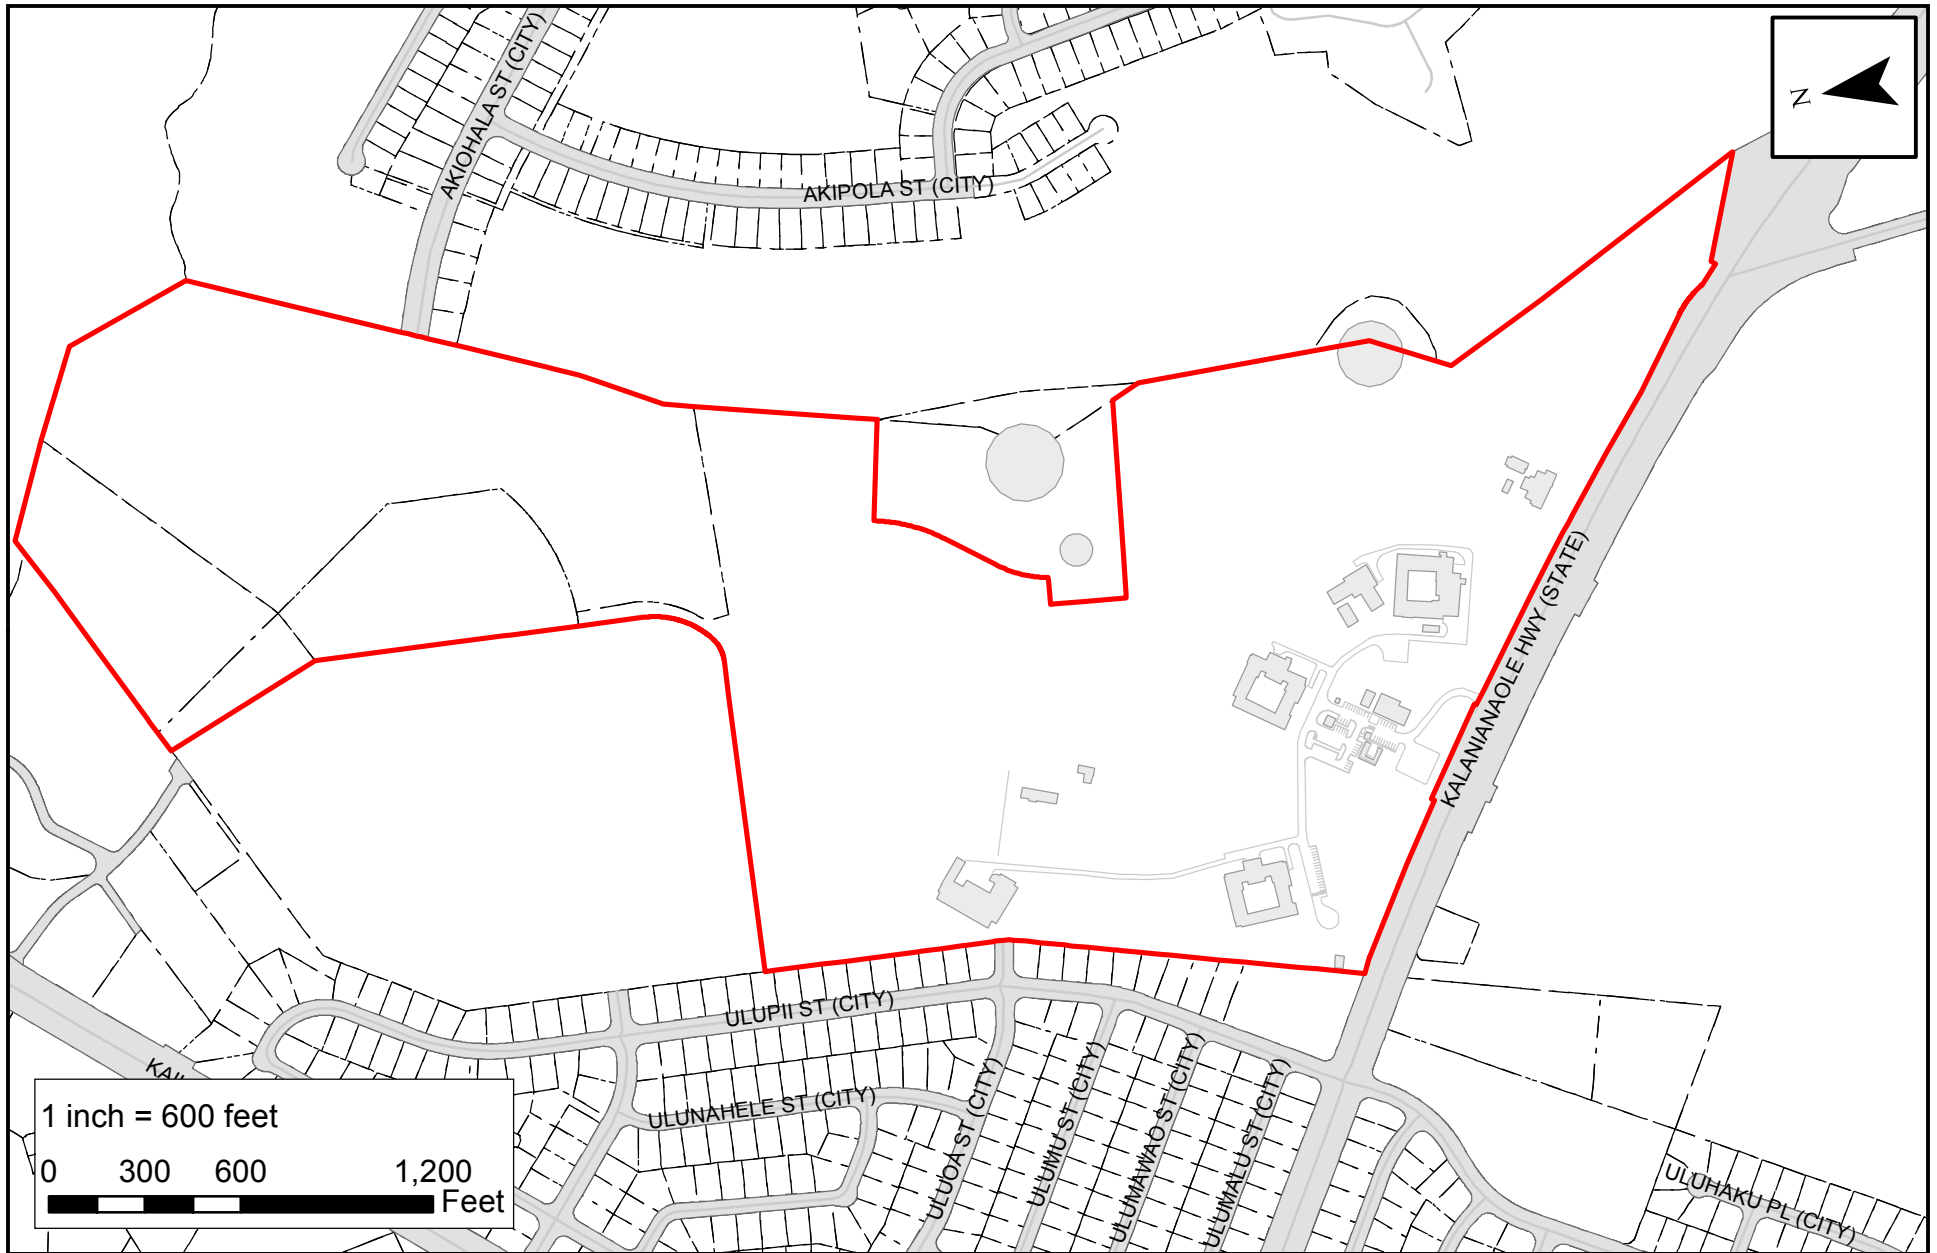 AKIOHALA ST (CITY)
N
AKIPOLA ST (CITY)
KALANIANAOLE HWY (STATE)
ULUPII ST (CITY)
ULUNAHELE ST (CITY)
ULUOA ST (CITY)
ULUMU ST (CITY)
ULUMAWAO ST (CITY)
ULUMALU ST (CITY)
ULUHAKU PL (CITY)
1 inch = 600 feet
0 300 600 1,200
Feet